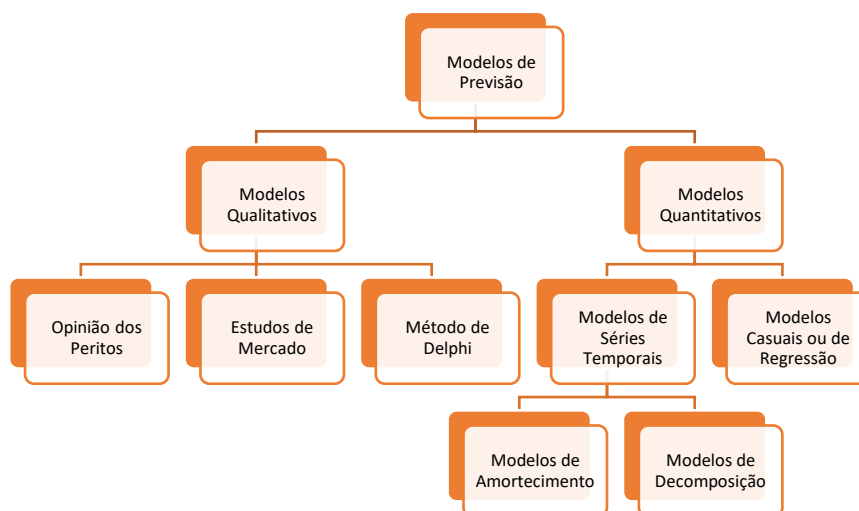 Modelos de
Previsão
Modelos
Qualitativos
Modelos
Quantitativos
Opinião dos
Peritos
Estudos de
Mercado
Método de
Delphi
Modelos de
Séries
Temporais
Modelos
Casuais ou de
Regressão
Modelos de
Amortecimento
Modelos de
Decomposição